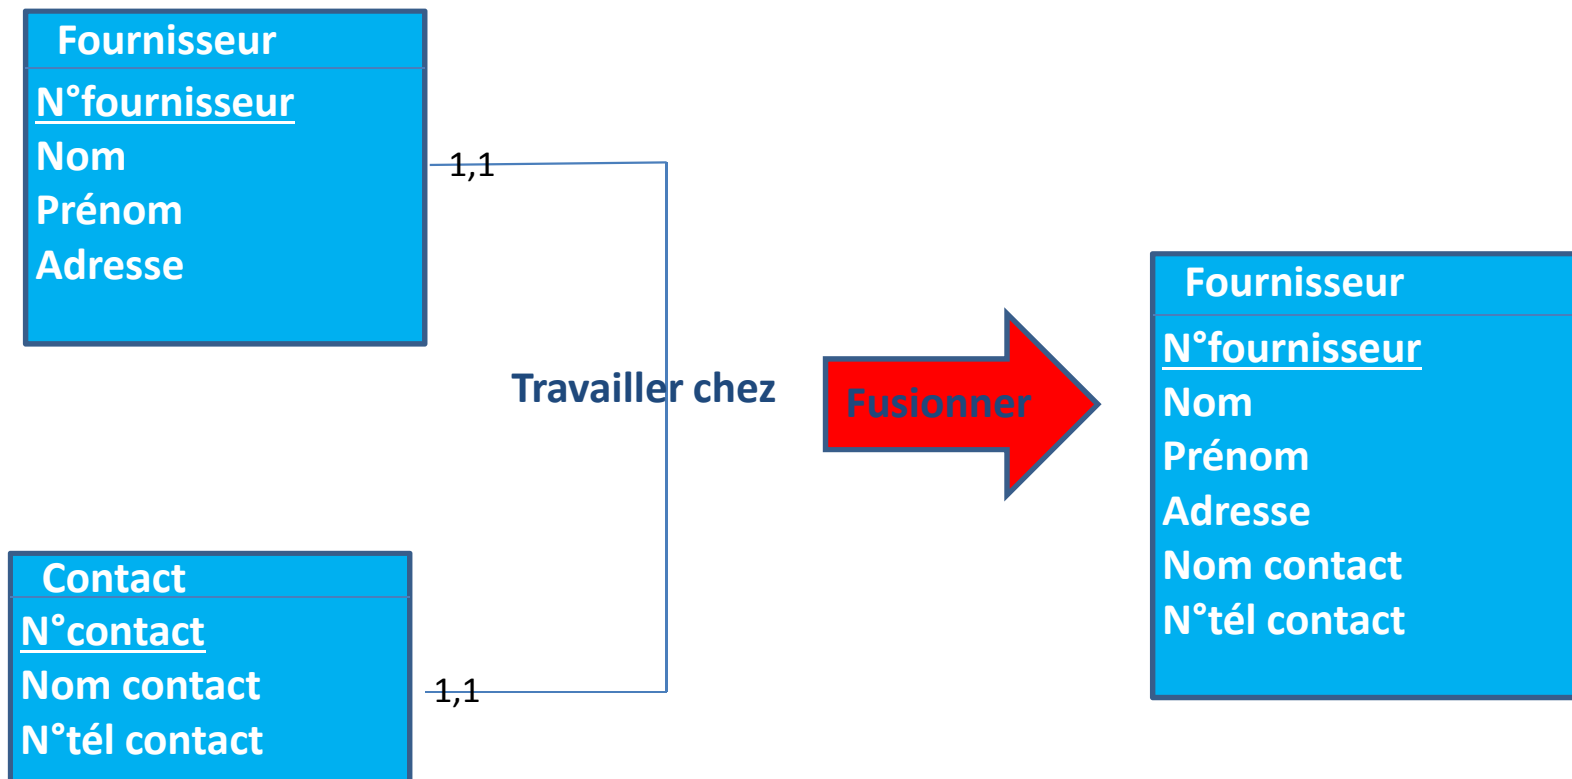 Fournisseur
N°fournisseur
Nom
Prénom
Adresse
1,1
Travailler chez
Contact
N°contact
Nom contact
N°tél contact
1,1
Fusionner
Fournisseur
N°fournisseur
Nom
Prénom
Adresse
Nom contact
N°tél contact